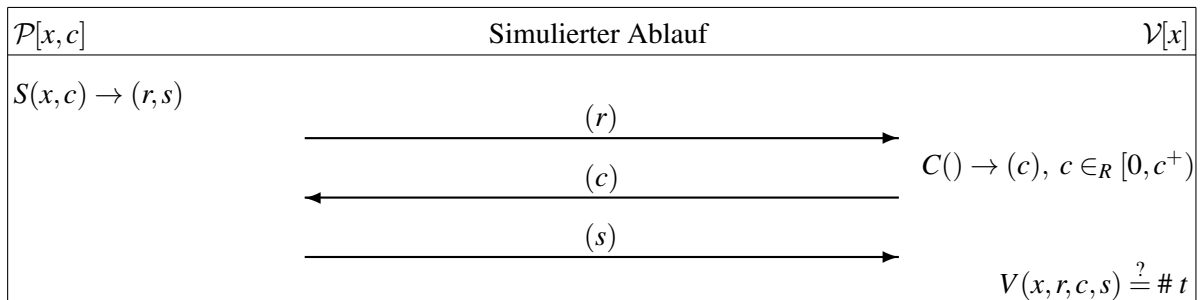 𝒫[x,c] Simulierter Ablauf 𝒱[x]
S(x,c) → (r,s)
(r)
C() → (c), c ∈_R [0,c⁺)
(c)
(s)
V(x,r,c,s) ≟ # t